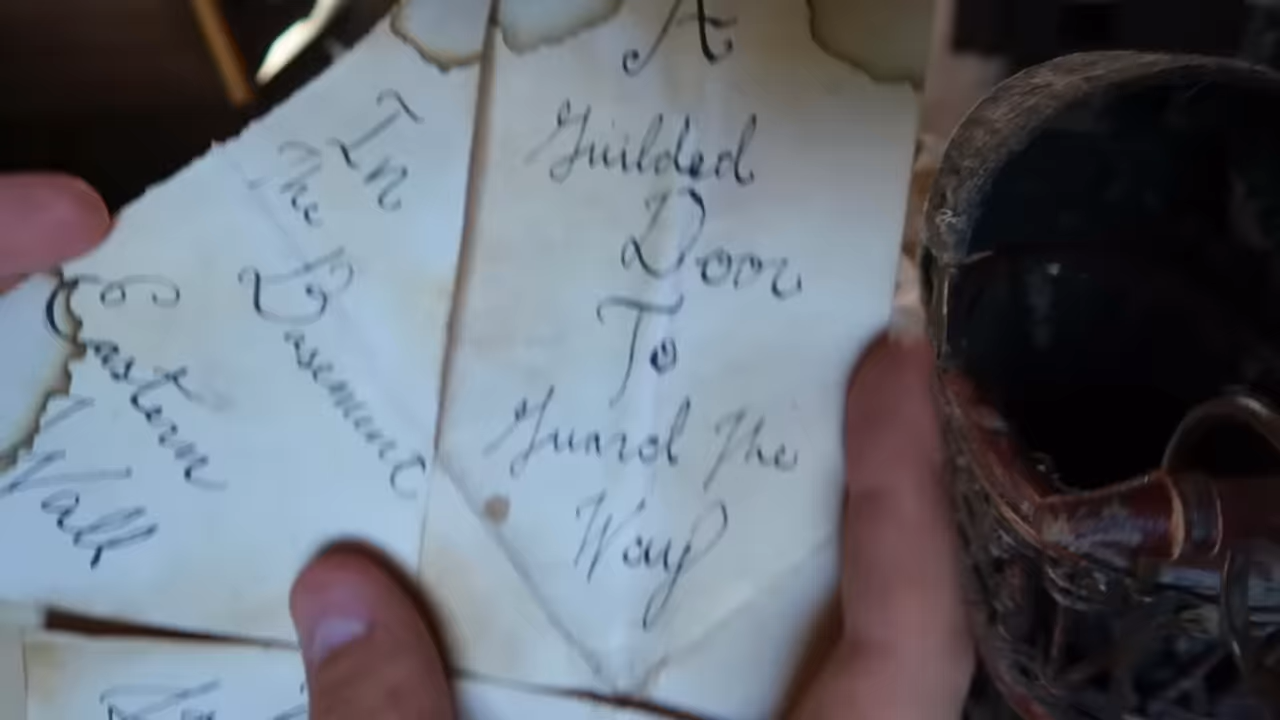 In
The Basement
Eastern
Wall
A
Guilded
Door
To
Guard The
Way